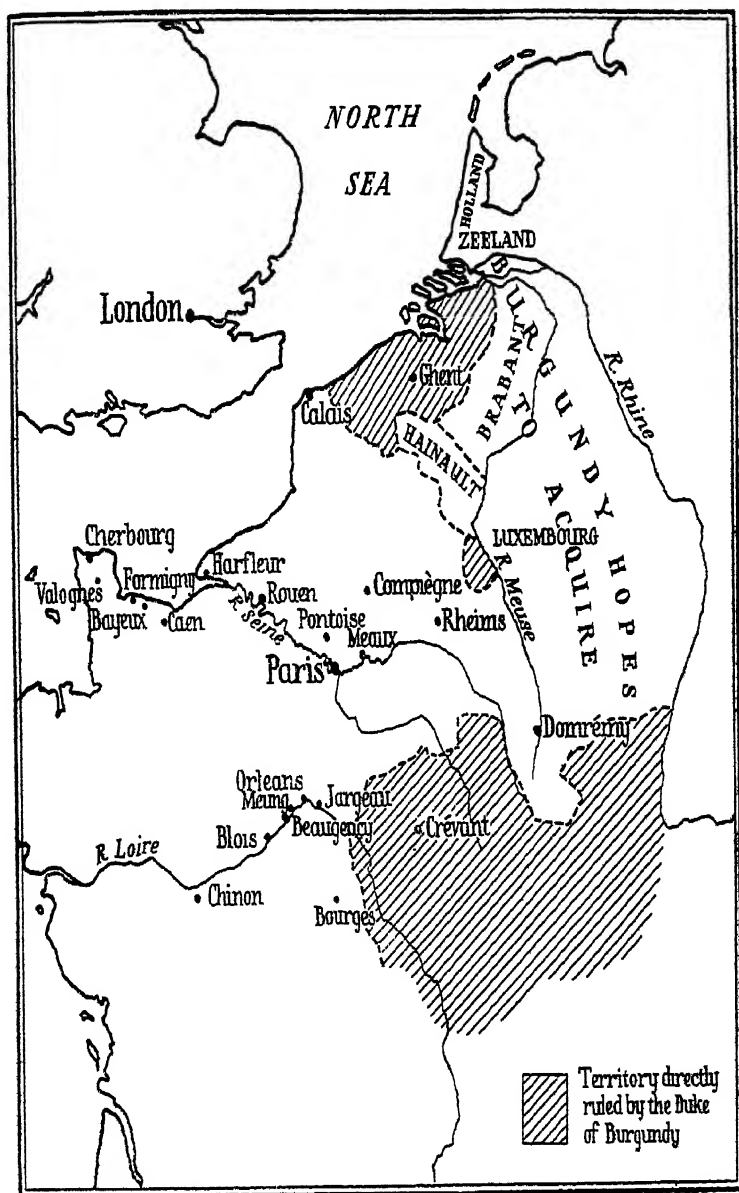 NORTH
SEA
HOLLAND
ZEELAND
London
BURGUNDY HOPES
TO ACQUIRE
BRABANT
R. Rhine
Ghent
Calais
HAINAULT
LUXEMBOURG
R. Meuse
Cherbourg
Valognes
Formigny
Bayeux
Caen
Harfleur
Rouen
R. Seine
Compiègne
Pontoise
Meaux
Rheims
Paris
Domrémy
Orleans
Meung
Jargeau
Beaugency
Blois
Crévant
R. Loire
Chinon
Bourges
Territory directly
ruled by the Duke
of Burgundy